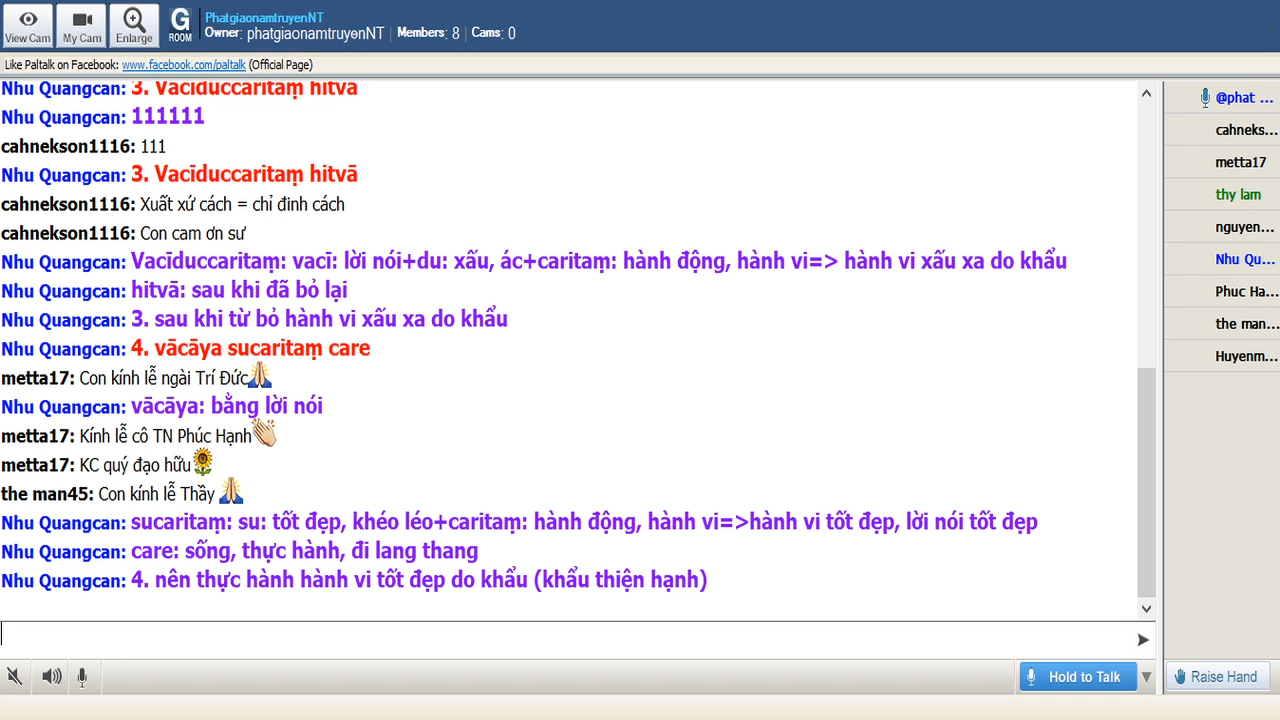 View Cam
My Cam
Enlarge
G
ROOM
PhatgiaonamtruyenNT
Owner: phatgiaonamtruyenNT Members: 8 Cams: 0
Like Paltalk on Facebook: www.facebook.com/paltalk (Official Page)
Nhu Quangcan: 3. Vacīduccaritaṃ hitvā
Nhu Quangcan: 111111
cahnekson1116: 111
Nhu Quangcan: 3. Vacīduccaritaṃ hitvā
cahnekson1116: Xuất xứ cách = chỉ đinh cách
cahnekson1116: Con cam ơn sư
Nhu Quangcan: Vacīduccaritaṃ: vacī: lời nói+du: xấu, ác+caritaṃ: hành động, hành vi=> hành vi xấu xa do khẩu
Nhu Quangcan: hitvā: sau khi đã bỏ lại
Nhu Quangcan: 3. sau khi từ bỏ hành vi xấu xa do khẩu
Nhu Quangcan: 4. vācāya sucaritaṃ care
metta17: Con kính lễ ngài Trí Đức🙏
Nhu Quangcan: vācāya: bằng lời nói
metta17: Kính lễ cô TN Phúc Hạnh👏
metta17: KC quý đạo hữu🌻
the man45: Con kính lễ Thầy 🙏
Nhu Quangcan: sucaritaṃ: su: tốt đẹp, khéo léo+caritaṃ: hành động, hành vi=>hành vi tốt đẹp, lời nói tốt đẹp
Nhu Quangcan: care: sống, thực hành, đi lang thang
Nhu Quangcan: 4. nên thực hành hành vi tốt đẹp do khẩu (khẩu thiện hạnh)
@phat ...
cahneks...
metta17
thy lam
nguyen...
Nhu Qu...
Phuc Ha...
the man...
Huyenm...
Hold to Talk
Raise Hand